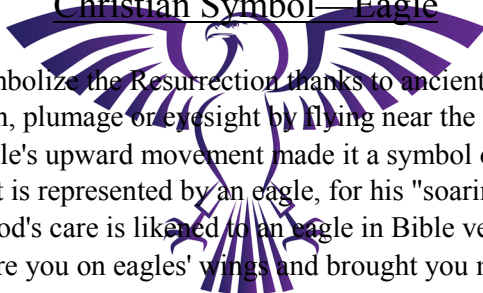 Christian Symbol—Eagle
mbolize the Resurrection thanks to ancient
n, plumage or eyesight by flying near the
le's upward movement made it a symbol
t is represented by an eagle, for his "soarin
od's care is likened to an eagle in Bible ve
re you on eagles' wings and brought you